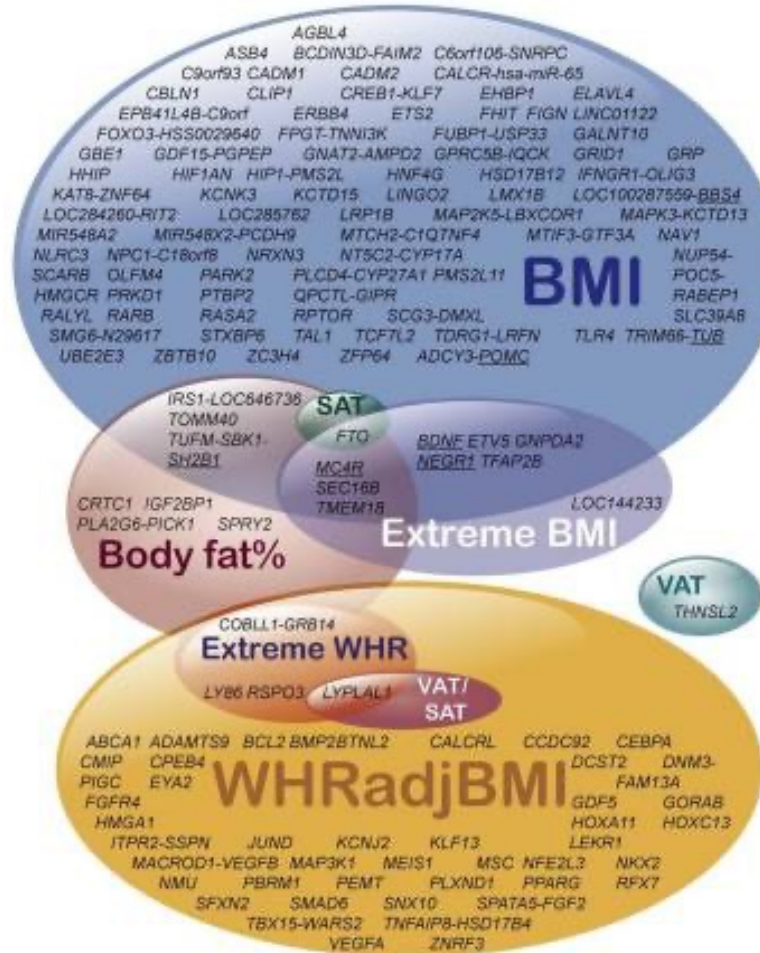 AGBL4
ASB4 BCDIN3D-FAIM2 C6orf106-SNRPC
C9orf93 CADM1 CADM2 CALCR-hsa-miR-65
CBLN1 CLIP1 CREB1-KLF7 EHBP1 ELAVL4
EPB41L4B-C9orf ERBB4 ETS2 FHIT FIGN LINC01122
FOXO3-HSS0029640 FPGT-TNNI3K FUBP1-USP33 GALNT10
GBE1 GDF15-PGPEP GNAT2-AMPD2 GPRC5B-IQCK GRID1 GRP
HHIP HIF1AN HIP1-PMS2L HNF4G HSD17B12 IFNGR1-OLIG3
KAT8-ZNF64 KCNK3 KCTD15 LINGO2 LMX1B LOC100287559-BBS4
LOC284260-RIT2 LOC285762 LRP1B MAP2K5-LBXCOR1 MAPK3-KCTD13
MIR548A2 MIR548X2-PCDH9 MTCH2-C1QTNF4 MTIF3-GTF3A NAV1
NLRC3 NPC1-C18orf8 NRXN3 NT5C2-CYP17A NUP54-
SCARB OLFM4 PARK2 PLCD4-CYP27A1 PMS2L11 POC5-
HMGCR PRKD1 PTBP2 QPCTL-GIPR BMI RABEP1
RALYL RARB RASA2 RPTOR SCG3-DMXL SLC39A8
SMG6-N29617 STXBP6 TAL1 TCF7L2 TDRG1-LRFN TLR4 TRIM66-TUB
UBE2E3 ZBTB10 ZC3H4 ZFP64 ADCY3-POMC
IRS1-LOC646736 SAT
TOMM40
TUFM-SBK1- FTO BDNF ETV5 GNPDA2
SH2B1 MC4R NEGR1 TFAP2B
SEC16B
CRTC1 IGF2BP1 TMEM18 LOC144233
PLA2G6-PICK1 SPRY2
Body fat% Extreme BMI
VAT
THNSL2
COBLL1-GRB14
Extreme WHR
LY86 RSPO3 LYPLAL1 VAT/
SAT
ABCA1 ADAMTS9 BCL2 BMP2BTNL2 CALCRL CCDC92 CEBPA
CMIP CPEB4 DCST2 DNM3-
PIGC EYA2 WHRadjBMI FAM13A
FGFR4 GDF5 GORAB
HMGA1 HOXA11 HOXC13
ITPR2-SSPN JUND KCNJ2 KLF13 LEKR1
MACROD1-VEGFB MAP3K1 MEIS1 MSC NFE2L3 NKX2
NMU PBRM1 PEMT PLXND1 PPARG RFX7
SFXN2 SMAD6 SNX10 SPATA5-FGF2
TBX15-WARS2 TNFAIP8-HSD17B4
VEGFA ZNRF3